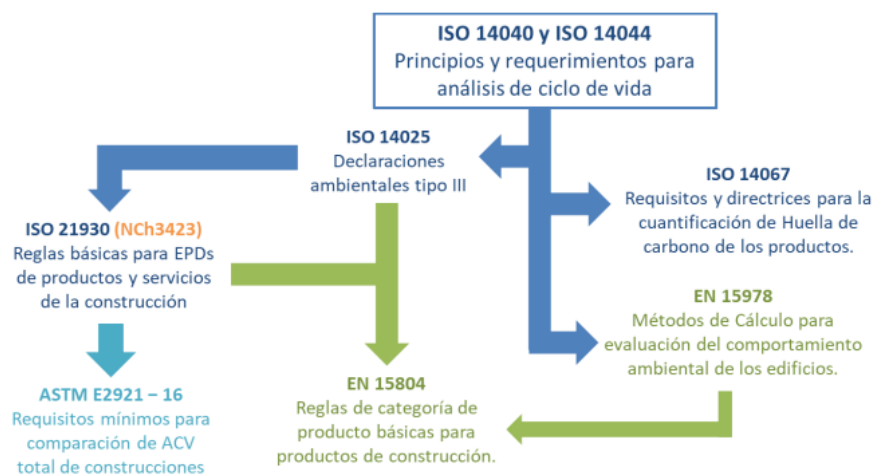 ISO 14040 y ISO 14044
Principios y requerimientos para
análisis de ciclo de vida
ISO 14025
Declaraciones
ambientales tipo III
ISO 14067
Requisitos y directrices para la
cuantificación de Huella de
carbono de los productos.
ISO 21930 (NCh3423)
Reglas básicas para EPDs
de productos y servicios
de la construcción
EN 15978
Métodos de Cálculo para
evaluación del comportamiento
ambiental de los edificios.
ASTM E2921 – 16
Requisitos mínimos para
comparación de ACV
total de construcciones
EN 15804
Reglas de categoría de
producto básicas para
productos de construcción.